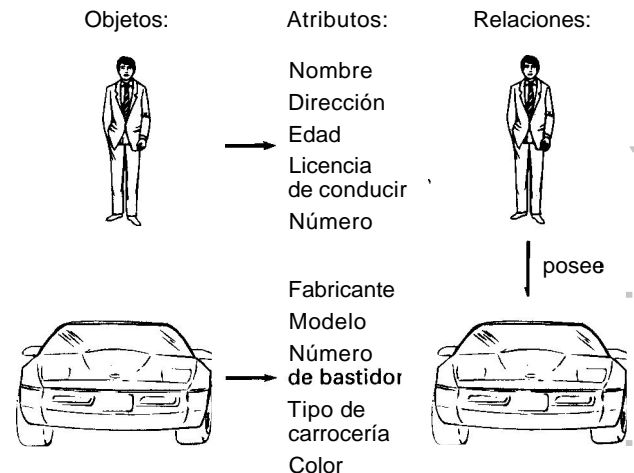 Objetos:
Atributos:
Relaciones:
Nombre
Dirección
Edad
Licencia
de conducir
Número
posee
Fabricante
Modelo
Número
de bastidor
Tipo de
carrocería
Color